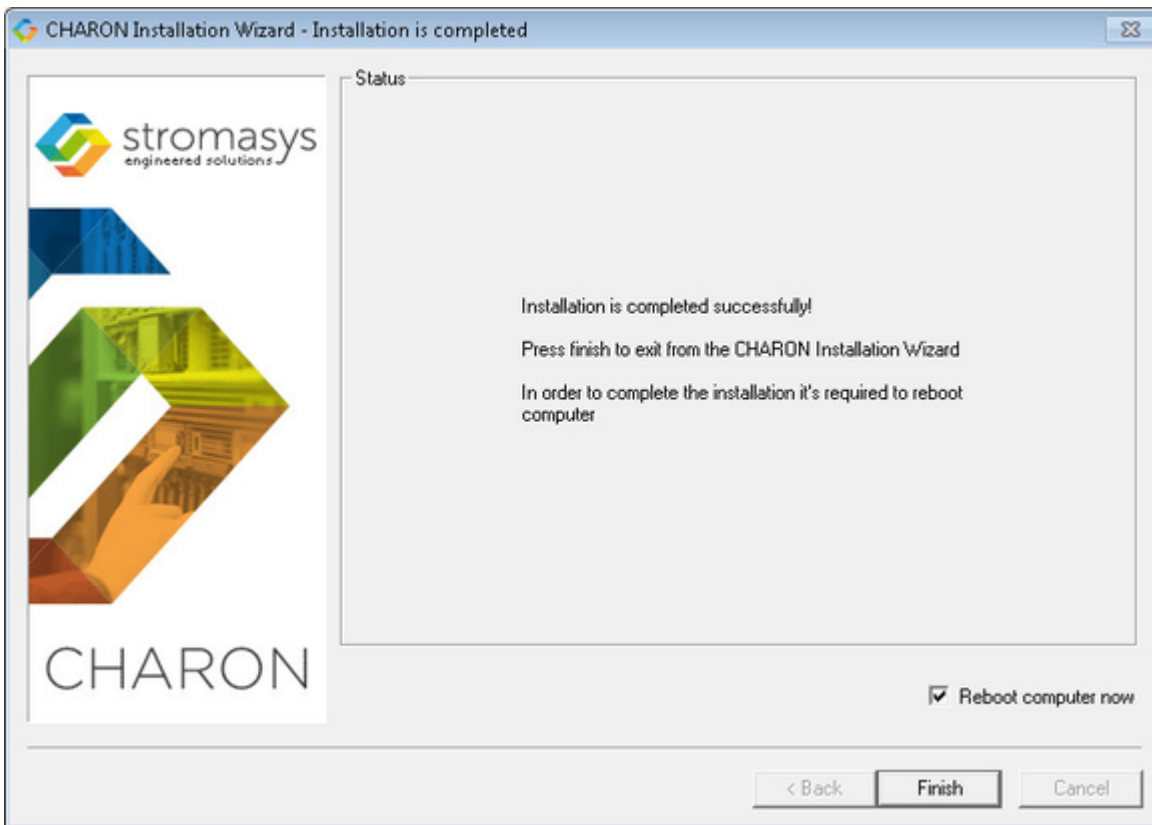 CHARON Installation Wizard - Installation is completed
stromasys
engineered solutions
CHARON
Status
Installation is completed successfully!
Press finish to exit from the CHARON Installation Wizard
In order to complete the installation it's required to reboot
computer
Reboot computer now
< Back
Finish
Cancel